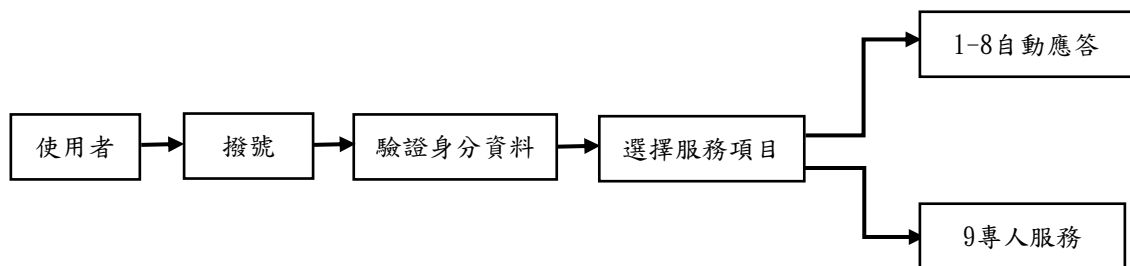 1-8自動應答
使用者
撥號
驗證身分資料
選擇服務項目
9專人服務